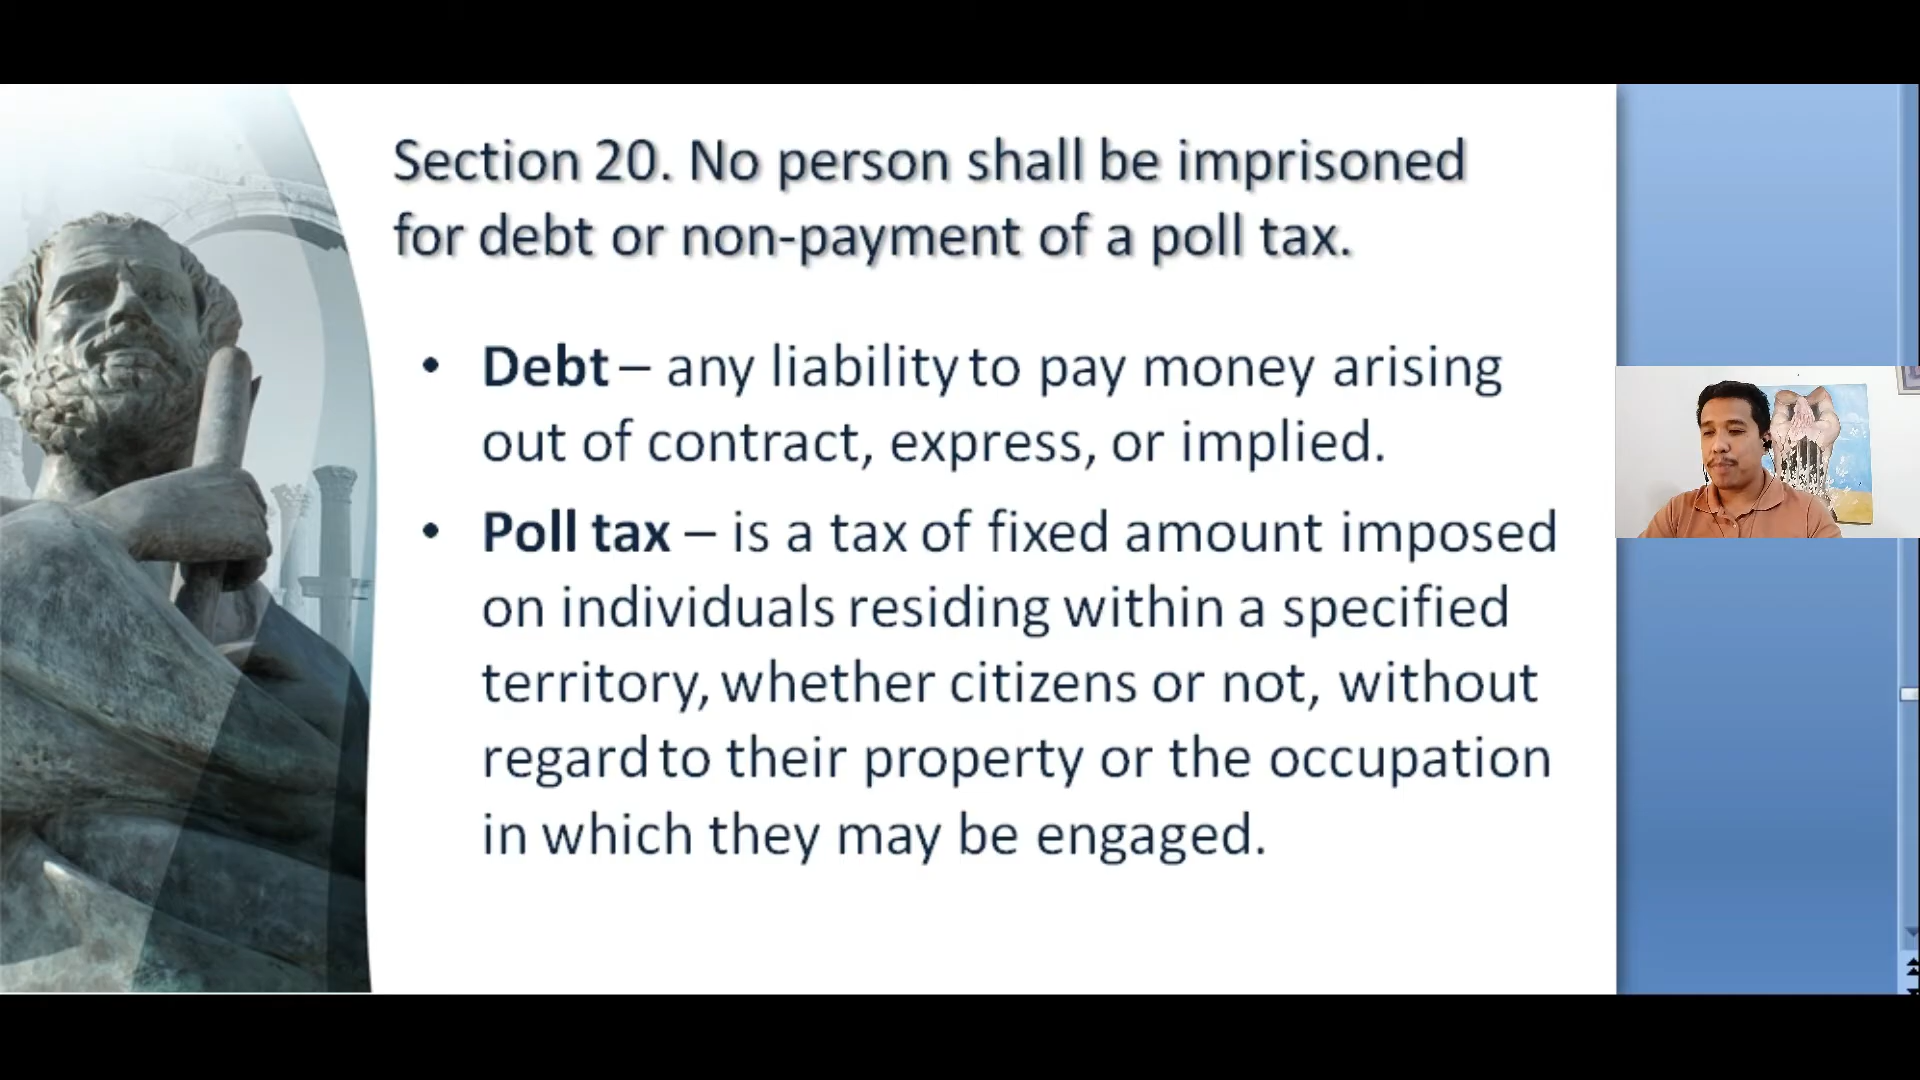 Section 20. No person shall be imprisoned
for debt or non-payment of a poll tax.
• Debt – any liability to pay money arising
out of contract, express, or implied.
• Poll tax – is a tax of fixed amount imposed
on individuals residing within a specified
territory, whether citizens or not, without
regard to their property or the occupation
in which they may be engaged.